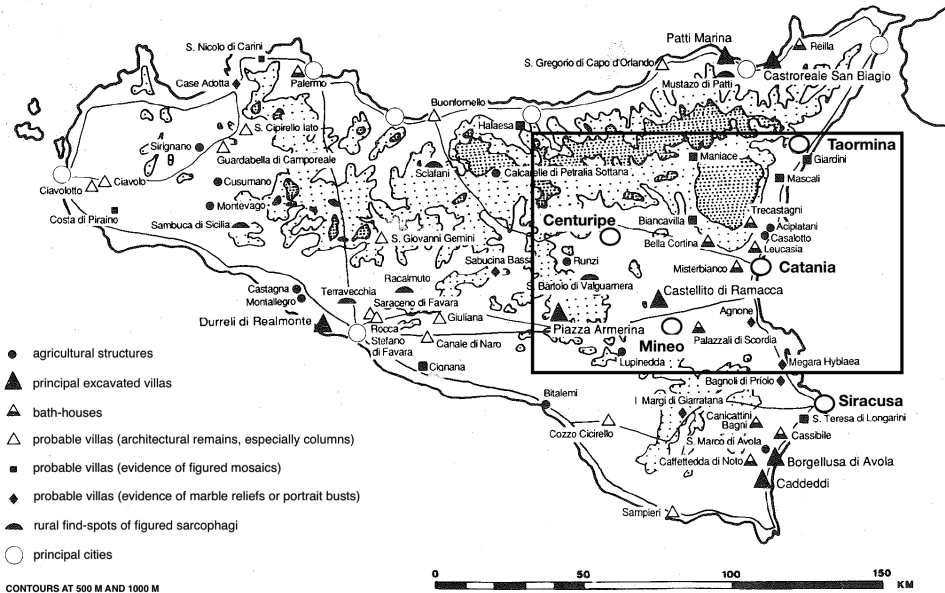 Patti Marina
Reilla
S. Nicolo di Carini
S. Gregorio di Capo d'Orlando
Castroreale San Biagio
Case Adotta
Palermo
Mustazo di Patti
Buonfornello
Halaesa
S. Cipirello Iato
Taormina
Sirignano
Guardabella di Camporeale
Maniace
Giardini
Sclafani
Calcarelle di Petralia Sottana
Ciavolotto
Ciavolo
Cusumano
Mascali
Montevago
Costa di Piraino
Centuripe
Biancavilla
Trecastagni
Sambuca di Sicilia
Aciplatani
Casalotto
S. Giovanni Gemini
Bella Cortina
Leucasia
Sabucina Bassa
Runzi
Misterbianco
Catania
Racalmuto
S. Bartolo di Valguarnera
Castagna
Terravecchia
Castellito di Ramacca
Montallegro
Saraceno di Favara
Agnone
Durreli di Realmonte
Giuliana
Piazza Armerina
Rocca
Stefano
di Favara
Canale di Naro
Mineo
Palazzali di Scordia
Lupinedda
Megara Hyblaea
Cignana
Bagnoli di Priolo
Bitalemi
I Margi di Giarratana
Siracusa
Canicattini
Bagni
S. Teresa di Longarini
Cozzo Cicirello
Cassibile
S. Marco di Avola
Caffettedda di Noto
Borgellusa di Avola
Caddeddi
Sampieri
agricultural structures
principal excavated villas
bath-houses
probable villas (architectural remains, especially columns)
probable villas (evidence of figured mosaics)
probable villas (evidence of marble reliefs or portrait busts)
rural find-spots of figured sarcophagi
principal cities
CONTOURS AT 500 M AND 1000 M
0 50 100 150
KM